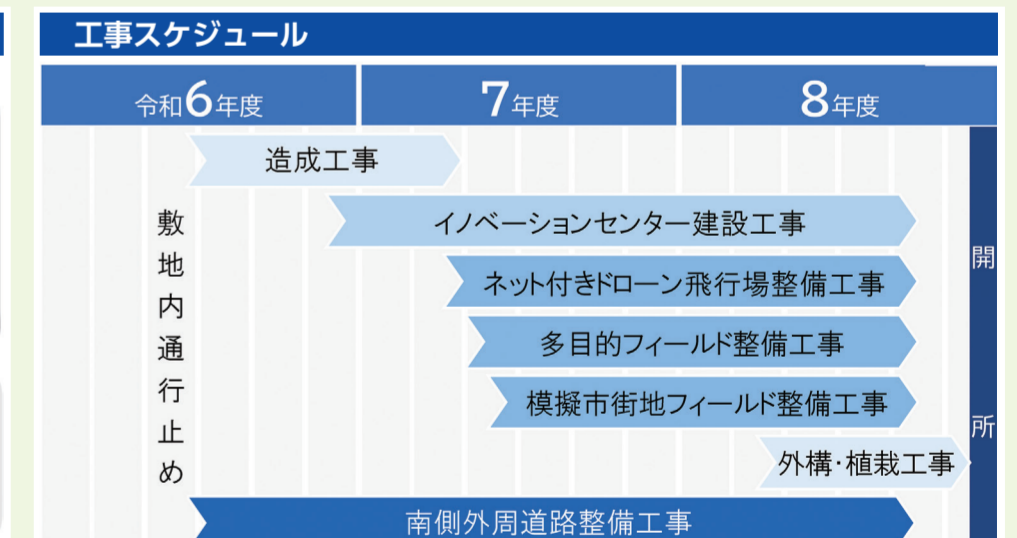 工事スケジュール
令和6年度
7年度
8年度
造成工事
敷地内通行止め
イノベーションセンター建設工事
ネット付きドローン飛行場整備工事
多目的フィールド整備工事
模擬市街地フィールド整備工事
外構・植栽工事
南側外周道路整備工事
開所